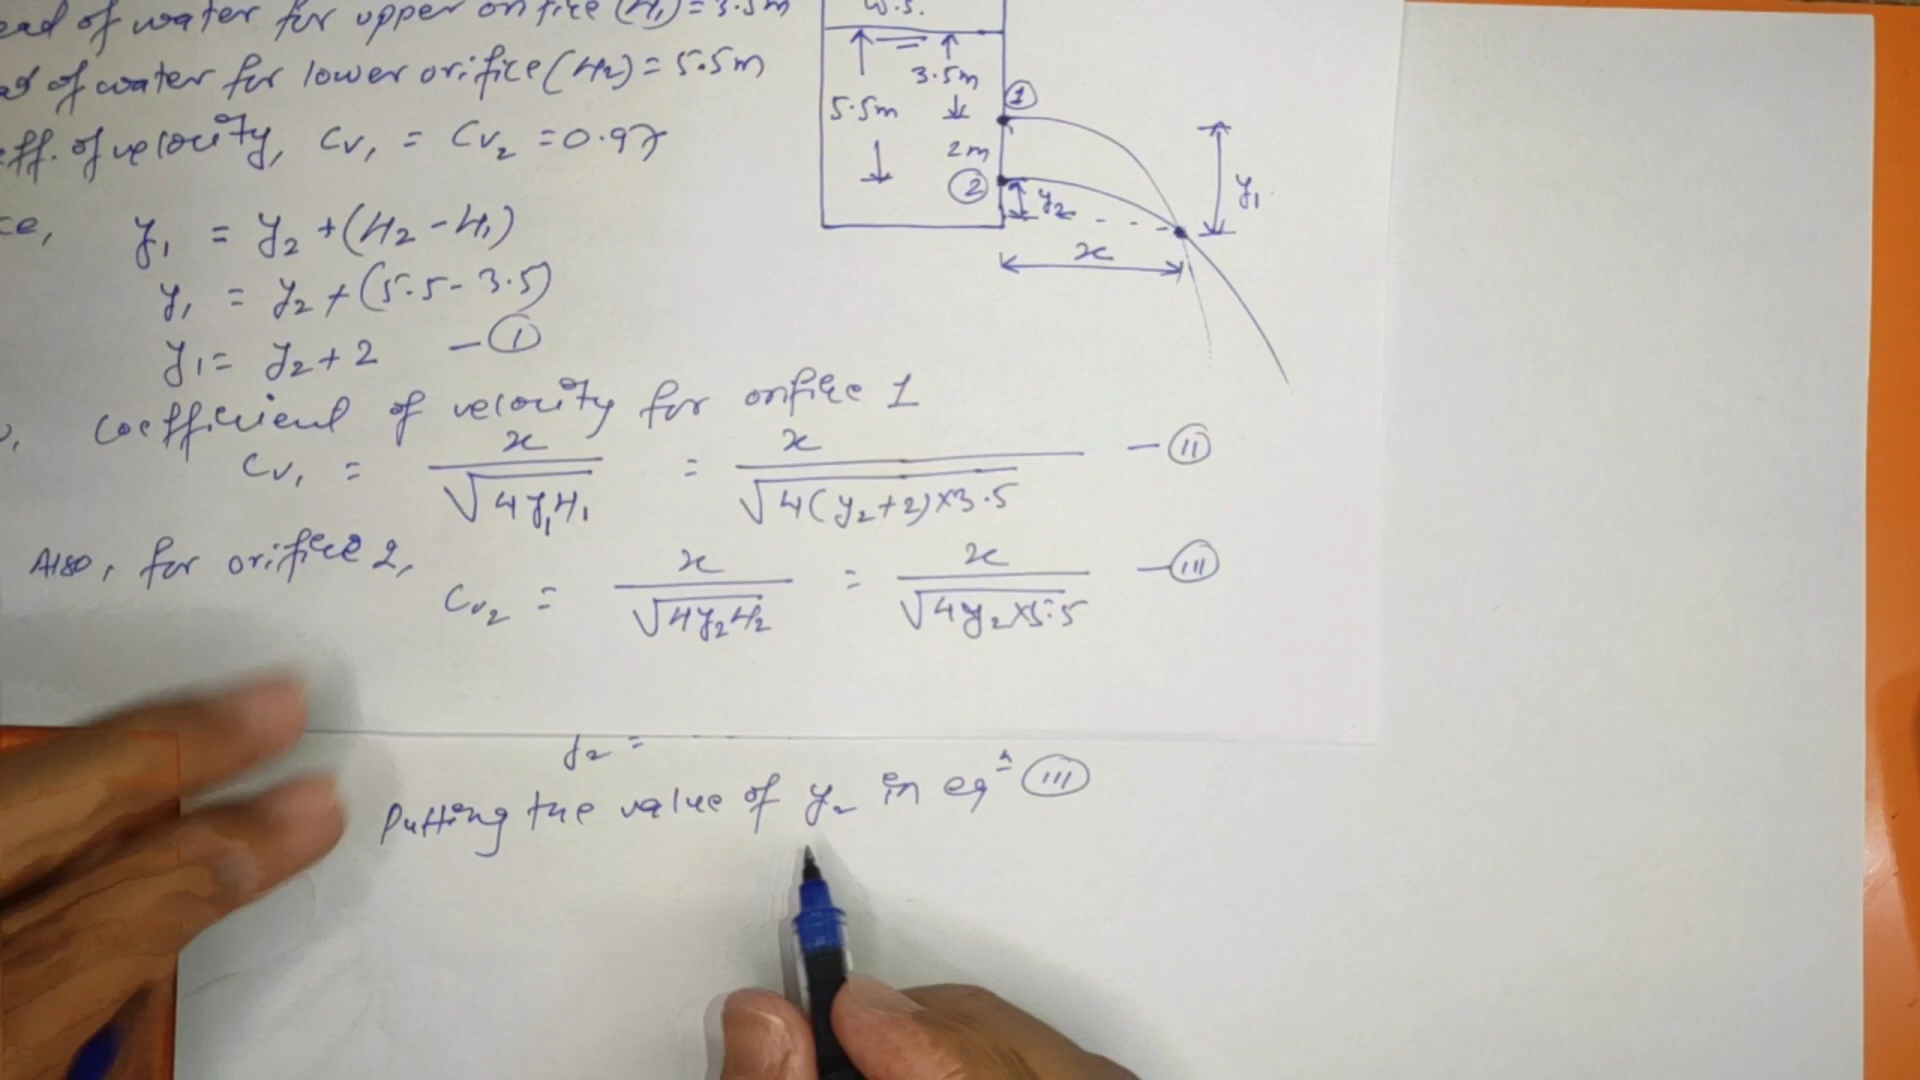 of water for upper orifice (H₁) = 3.5m
of water for lower orifice (H₂) = 5.5m
eff. of velocity, Cv₁ = Cv₂ = 0.97
ce, y₁ = y₂ + (H₂ - H₁)
y₁ = y₂ + (5.5 - 3.5)
y₁ = y₂ + 2 — (I)
W.S.
3.5m
5.5m
1
2m
2
y₂
y₁
x
Coefficient of velocity for orifice 1
Cv₁ = x / √4y₁H₁ = x / √4(y₂+2)×3.5 — (II)
Also, for orifice 2,
Cv₂ = x / √4y₂H₂ = x / √4y₂×5.5 — (III)
y₂ =
Putting the value of y₂ in eqⁿ (III)